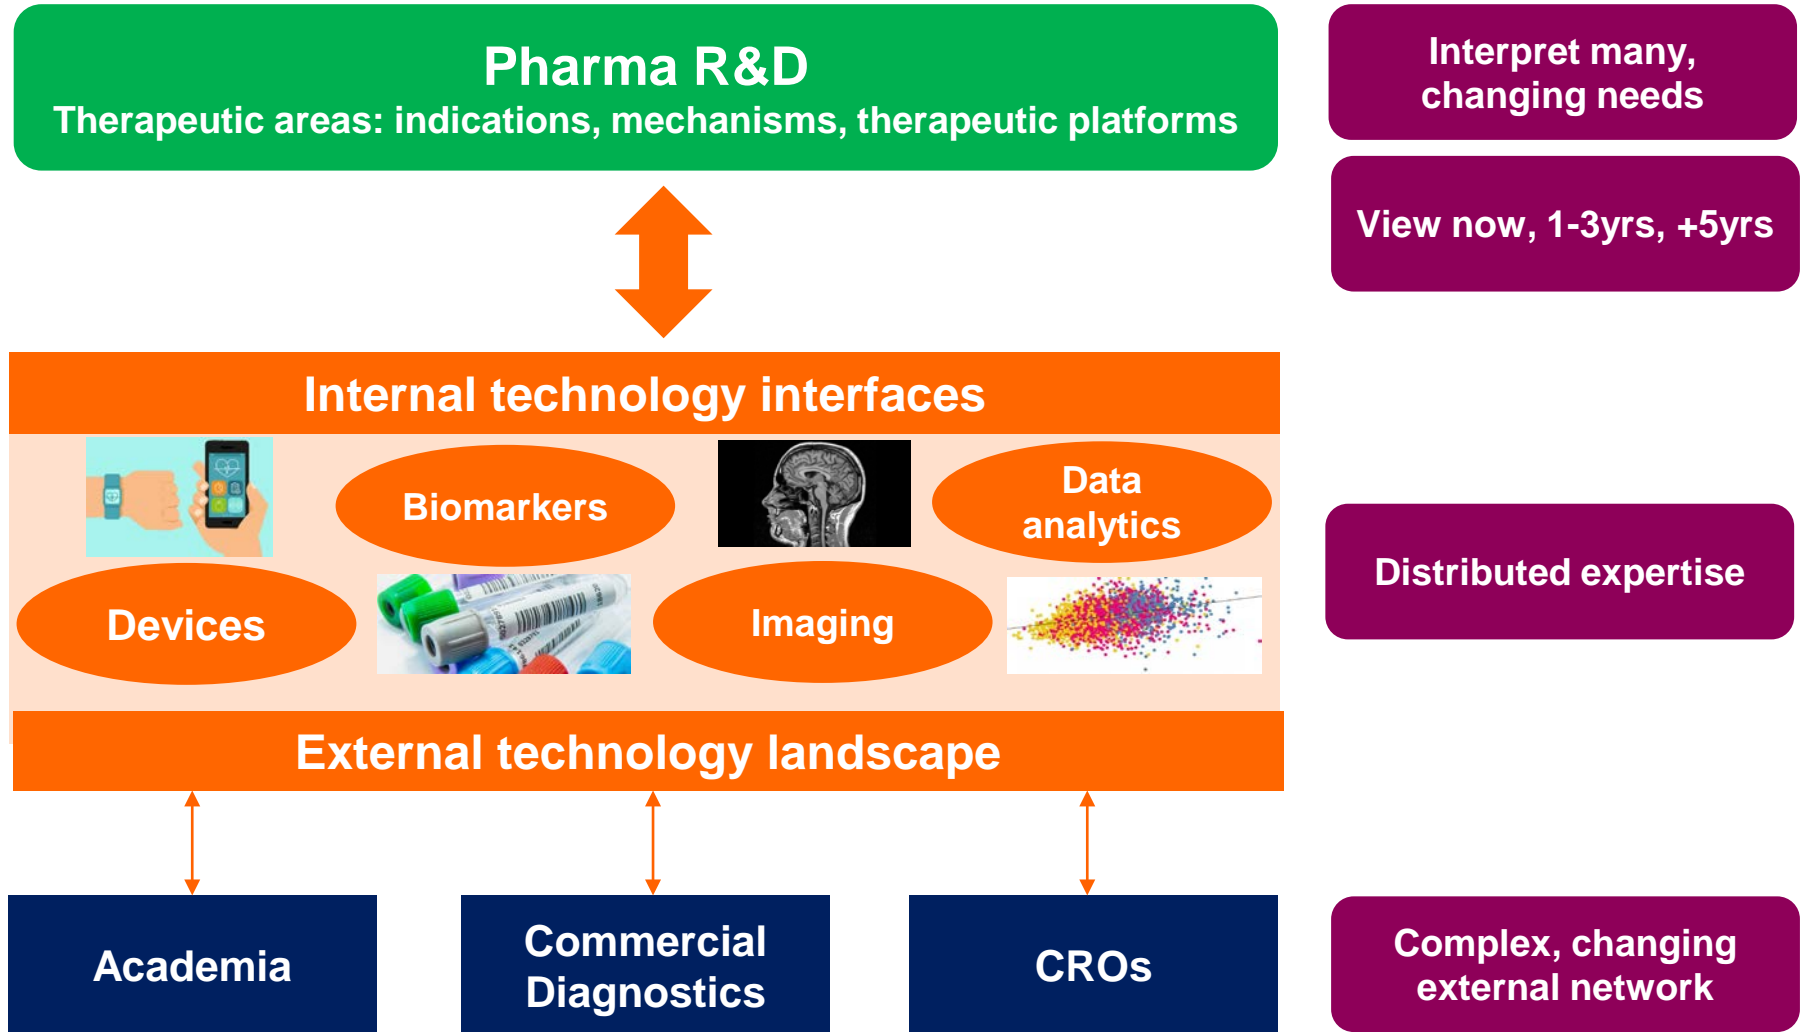 Pharma R&D
Therapeutic areas: indications, mechanisms, therapeutic platforms
Interpret many,
changing needs
View now, 1-3yrs, +5yrs
Internal technology interfaces
Biomarkers
Data
analytics
Devices
Imaging
Distributed expertise
External technology landscape
Academia
Commercial
Diagnostics
CROs
Complex, changing
external network